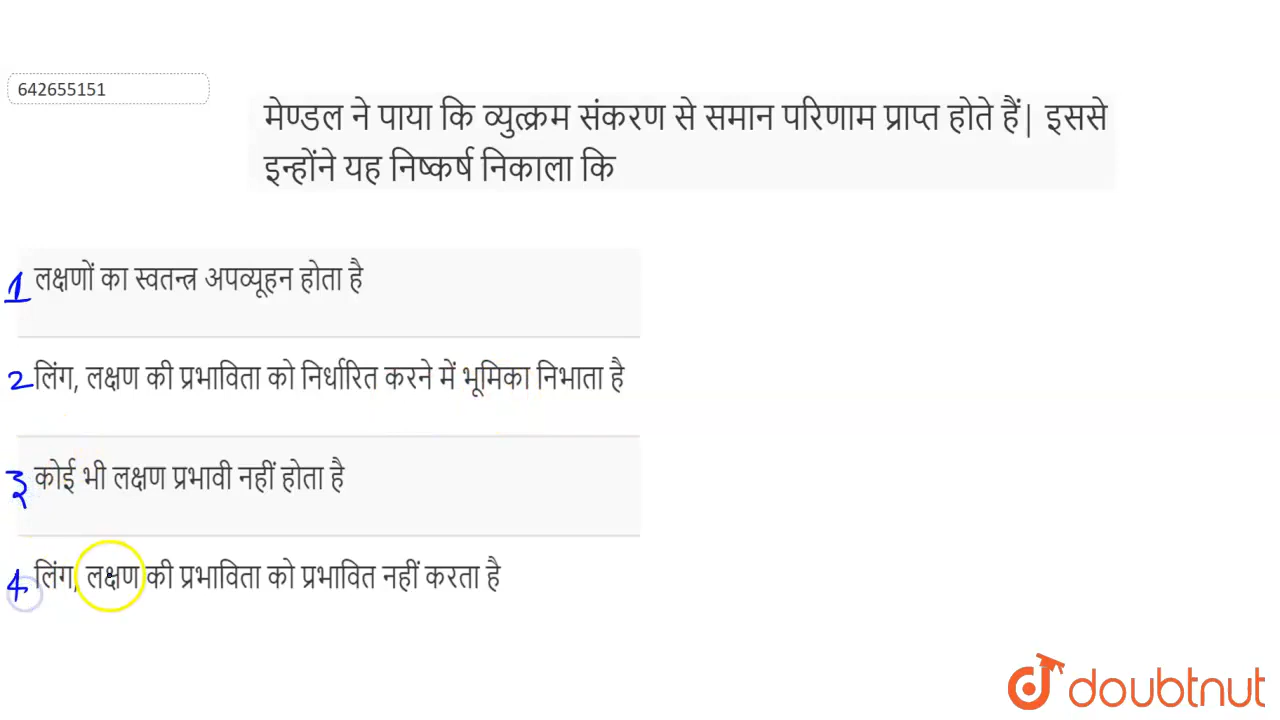 642655151
मेण्डल ने पाया कि व्युत्क्रम संकरण से समान परिणाम प्राप्त होते हैं| इससे
इन्होंने यह निष्कर्ष निकाला कि
1 लक्षणों का स्वतन्त्र अपव्यूहन होता है
2 लिंग, लक्षण की प्रभाविता को निर्धारित करने में भूमिका निभाता है
3 कोई भी लक्षण प्रभावी नहीं होता है
4 लिंग, लक्षण की प्रभाविता को प्रभावित नहीं करता है
doubtnut